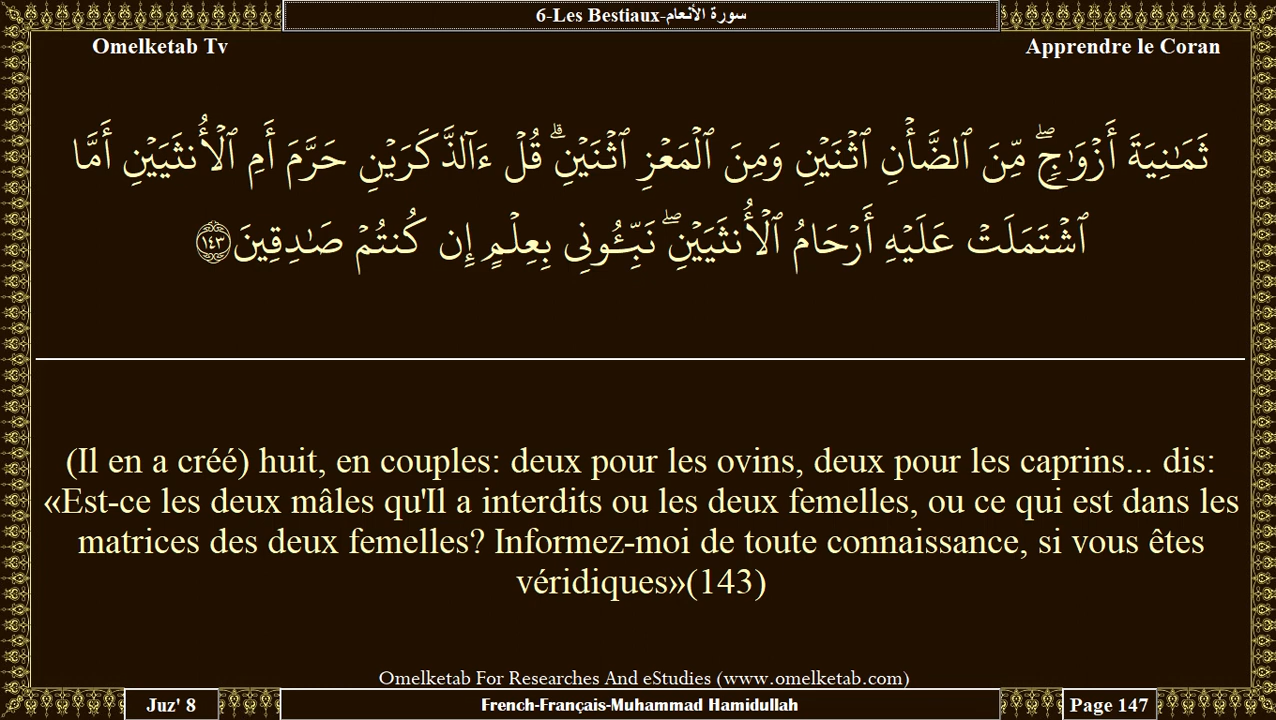 6-Les Bestiaux-سورة الأنعام
Omelketab Tv
Apprendre le Coran
ثَمَـٰنِيَةَ أَزْوَٰجٍۢ ۖ مِّنَ ٱلضَّأْنِ ٱثْنَيْنِ وَمِنَ ٱلْمَعْزِ ٱثْنَيْنِ ۗ قُلْ ءَآلذَّكَرَيْنِ حَرَّمَ أَمِ ٱلْأُنثَيَيْنِ أَمَّا
ٱشْتَمَلَتْ عَلَيْهِ أَرْحَامُ ٱلْأُنثَيَيْنِ ۖ نَبِّـُٔونِى بِعِلْمٍ إِن كُنتُمْ صَـٰدِقِينَ ١٤٣
(Il en a créé) huit, en couples: deux pour les ovins, deux pour les caprins... dis:
«Est-ce les deux mâles qu'Il a interdits ou les deux femelles, ou ce qui est dans les
matrices des deux femelles? Informez-moi de toute connaissance, si vous êtes
véridiques»(143)
Omelketab For Researches And eStudies (www.omelketab.com)
Juz' 8
French-Français-Muhammad Hamidullah
Page 147